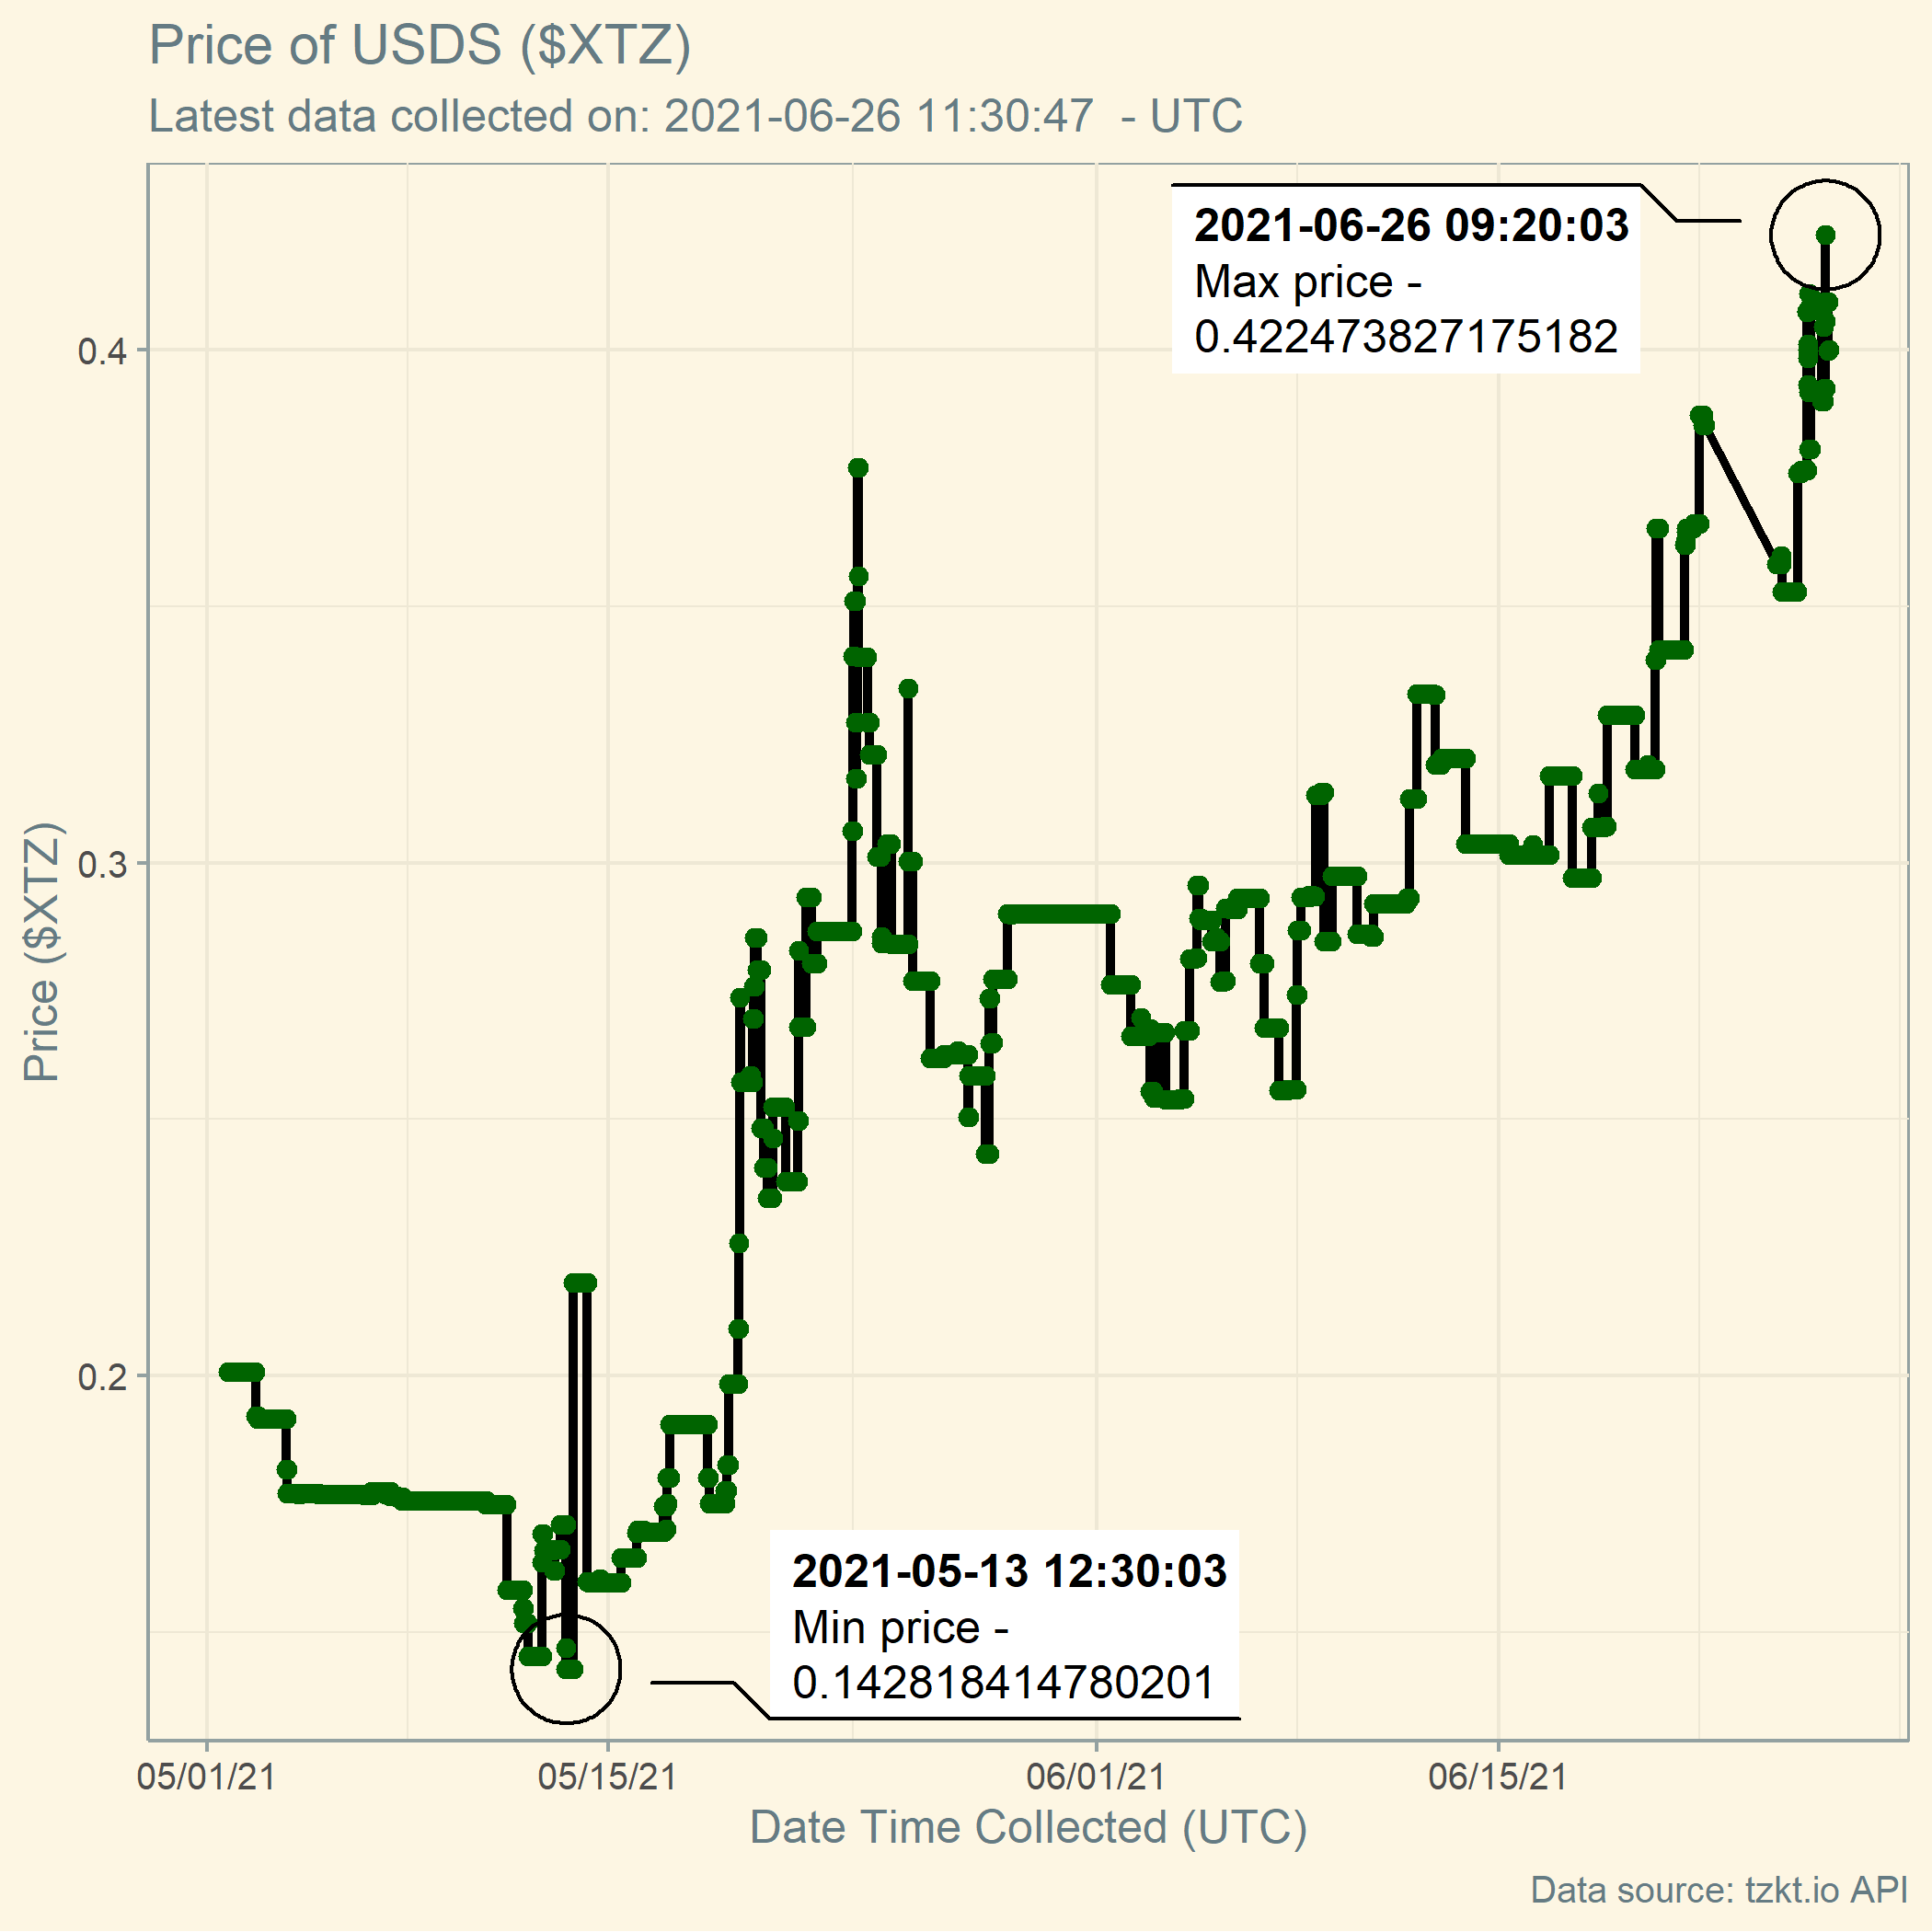 Price of USDS ($XTZ)
Latest data collected on: 2021-06-26 11:30:47  - UTC
2021-06-26 09:20:03
Max price -
0.422473827175182
0.4
0.3
0.2
Price ($XTZ)
2021-05-13 12:30:03
Min price -
0.142818414780201
05/01/21
05/15/21
06/01/21
06/15/21
Date Time Collected (UTC)
Data source: tzkt.io API